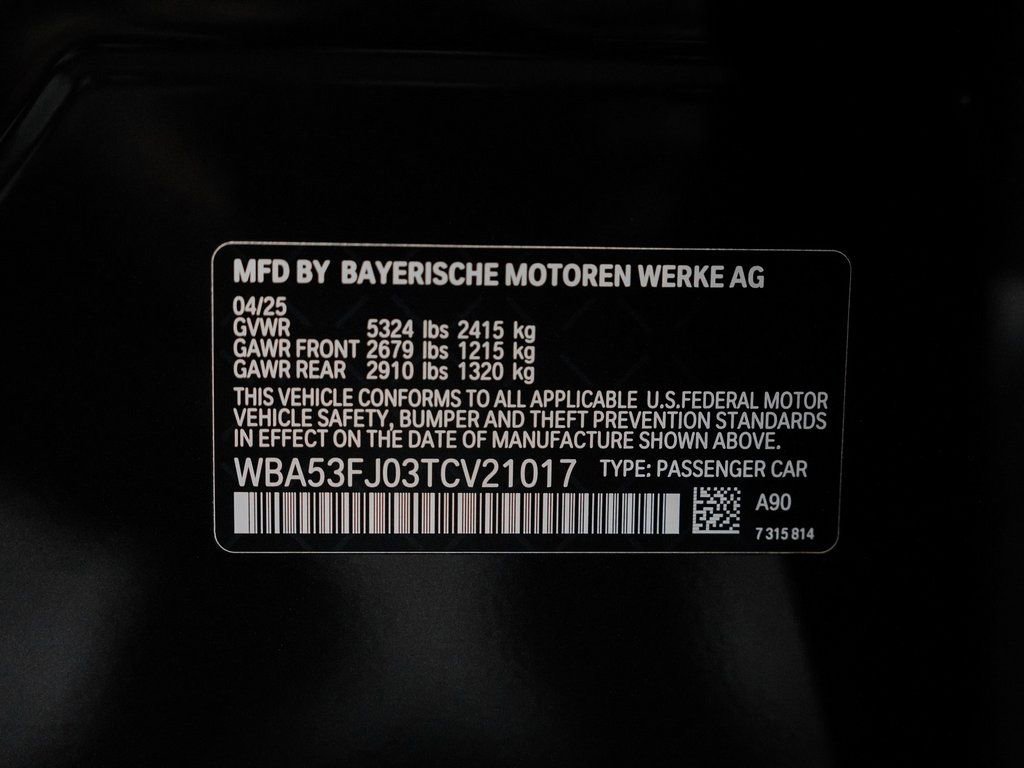 MFD BY BAYERISCHE MOTOREN WERKE AG
04/25
GVWR 5324 lbs 2415 kg
GAWR FRONT 2679 lbs 1215 kg
GAWR REAR 2910 lbs 1320 kg
THIS VEHICLE CONFORMS TO ALL APPLICABLE U.S.FEDERAL MOTOR
VEHICLE SAFETY, BUMPER AND THEFT PREVENTION STANDARDS
IN EFFECT ON THE DATE OF MANUFACTURE SHOWN ABOVE.
WBA53FJ03TCV21017 TYPE: PASSENGER CAR
A90
7 315 814